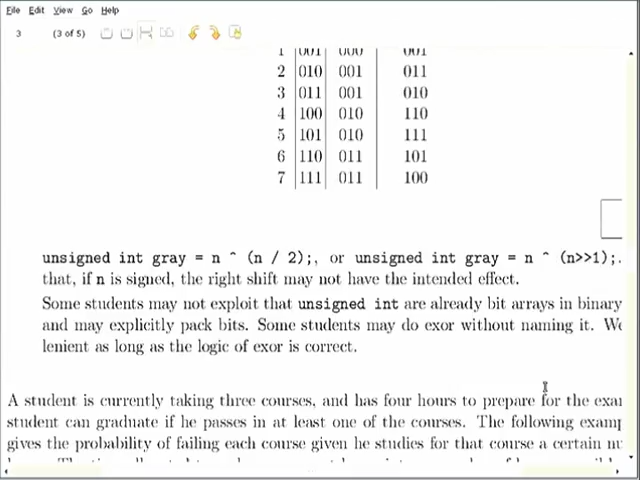 File Edit View Go Help
3 (3 of 5)
1 001 000 001
2 010 001 011
3 011 001 010
4 100 010 110
5 101 010 111
6 110 011 101
7 111 011 100
unsigned int gray = n ^ (n / 2);, or unsigned int gray = n ^ (n>>1);.
that, if n is signed, the right shift may not have the intended effect.
Some students may not exploit that unsigned int are already bit arrays in binary
and may explicitly pack bits. Some students may do exor without naming it. We
lenient as long as the logic of exor is correct.
A student is currently taking three courses, and has four hours to prepare for the exa
student can graduate if he passes in at least one of the courses. The following examp
gives the probability of failing each course given he studies for that course a certain nu